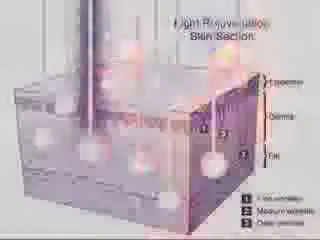 Light Rejuvenation
Skin Section
Epidermis
Dermis
Fat
1
2
3
1 Fine wrinkles
2 Medium wrinkles
3 Deep wrinkles